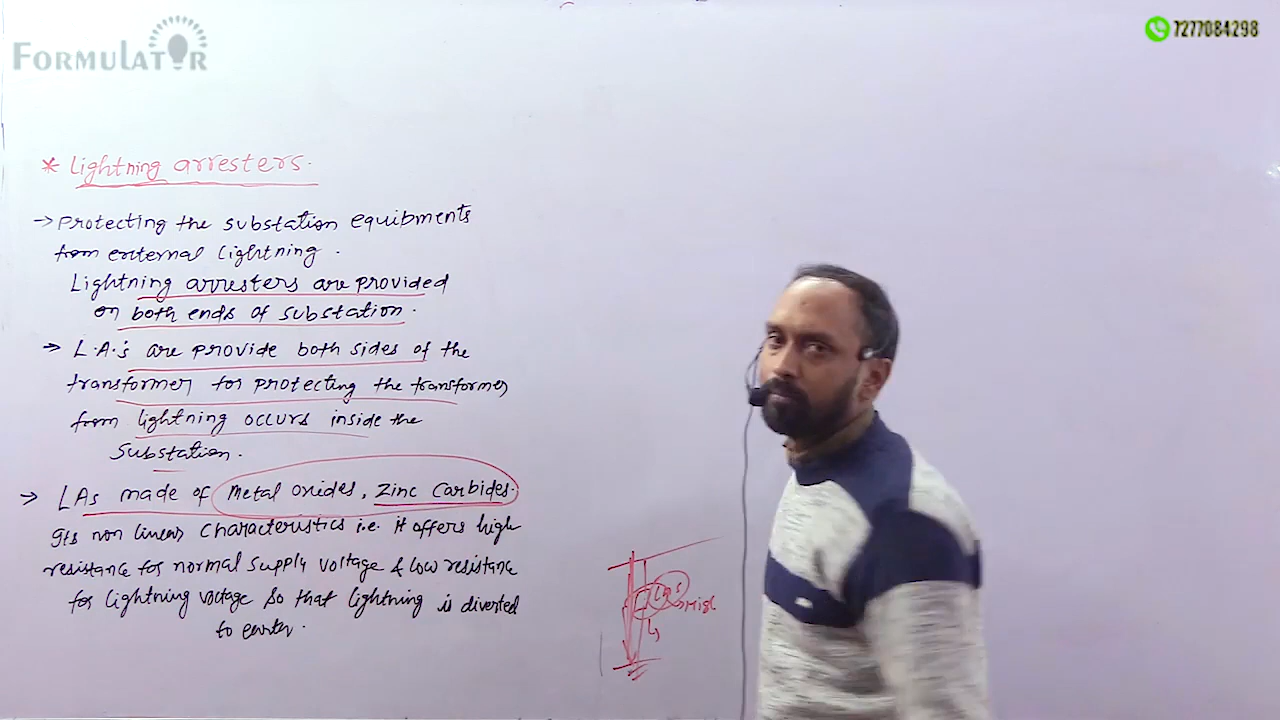 FORMULATOR
7277084298
* Lightning arresters.
→ Protecting the substation equibments
from external lightning.
Lightning arresters are provided
on both ends of substation.
→ L.A.'s are provide both sides of the
transformer for protecting the transformer
from lightning occurs inside the
Substation.
→ LAs made of Metal oxides, Zinc Carbides.
Its non linear characteristics i.e. it offers high
resistance for normal supply voltage & low resistance
for lightning voltage so that lightning is diverted
to earth.
LAs
High